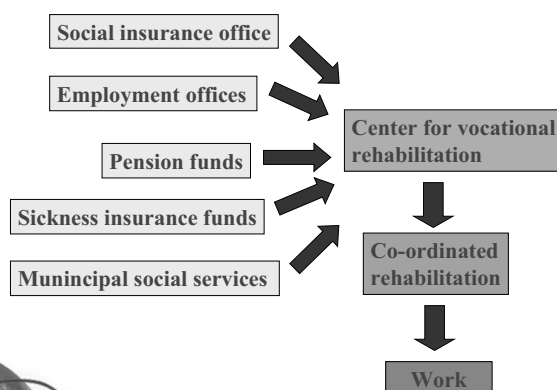 Social insurance office
Employment offices
Center for vocational
rehabilitation
Pension funds
Sickness insurance funds
Munincipal social services
Co-ordinated
rehabilitation
Work